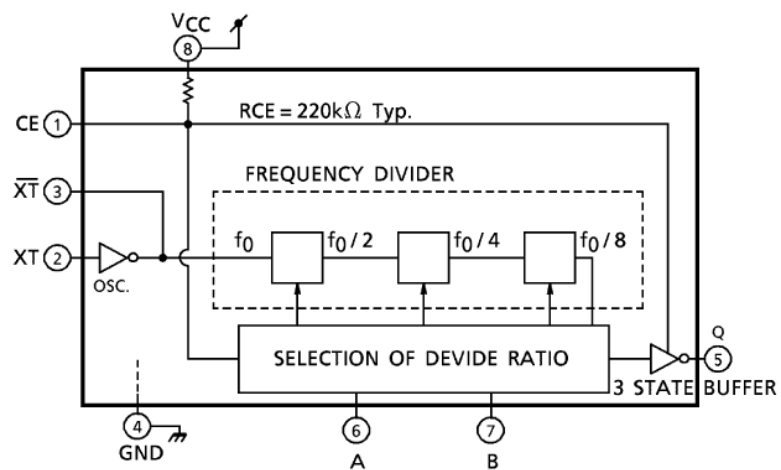 VCC
8
CE 1
RCE = 220kΩ Typ.
XT̅ 3
FREQUENCY DIVIDER
f0
f0/2
f0/4
f0/8
XT 2
OSC.
SELECTION OF DEVIDE RATIO
Q
5
3 STATE BUFFER
4
GND
6
7
A
B